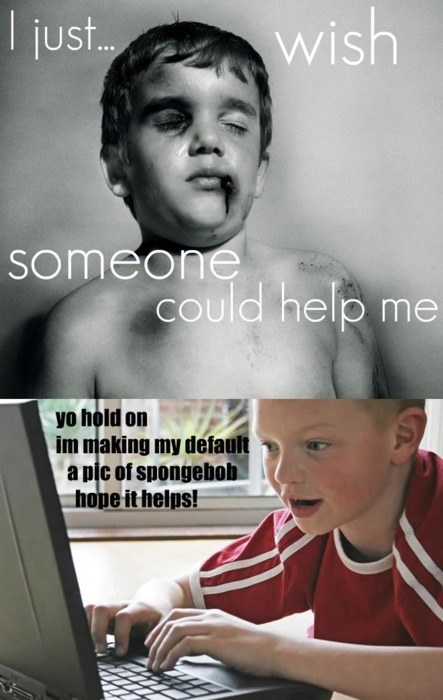 I just... wish
someone
could help me
yo hold on
im making my default
a pic of spongebob
hope it helps!